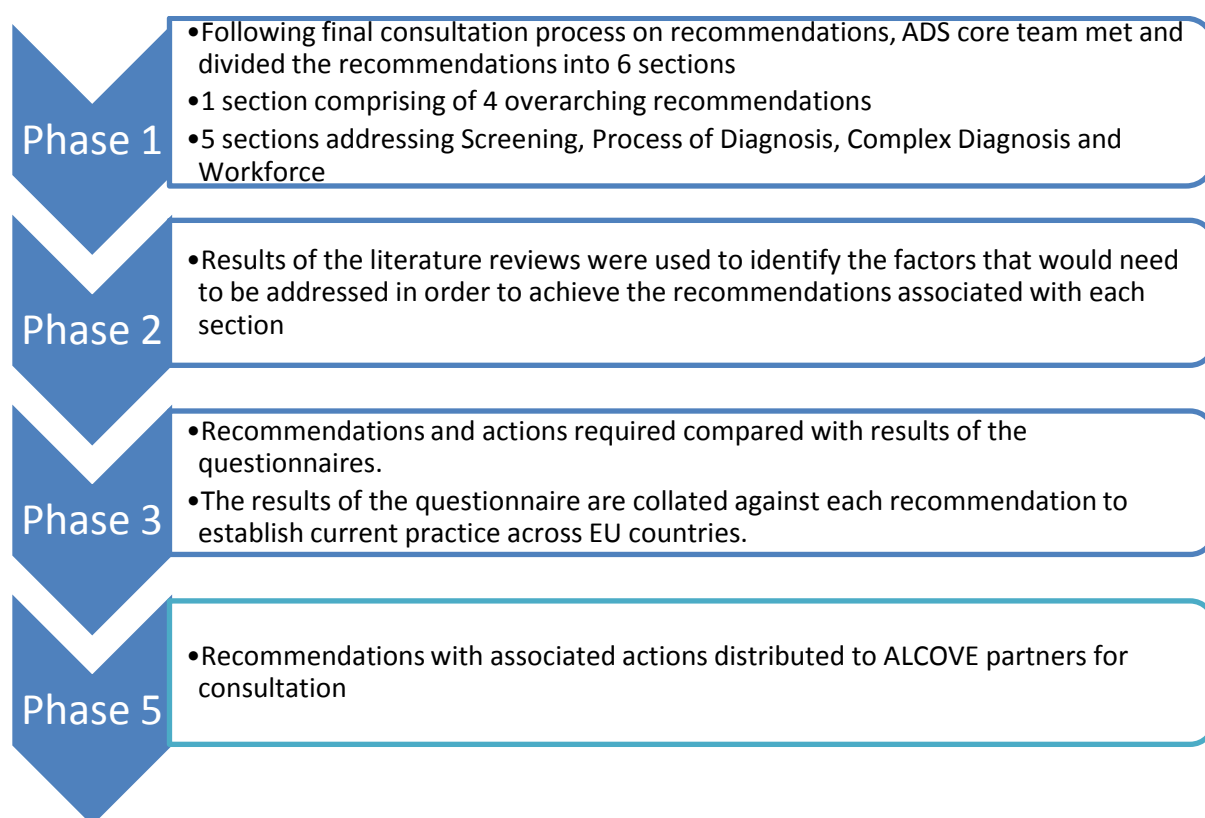 Phase 1
•Following final consultation process on recommendations, ADS core team met and
divided the recommendations into 6 sections
•1 section comprising of 4 overarching recommendations
•5 sections addressing Screening, Process of Diagnosis, Complex Diagnosis and
Workforce
Phase 2
•Results of the literature reviews were used to identify the factors that would need
to be addressed in order to achieve the recommendations associated with each
section
Phase 3
•Recommendations and actions required compared with results of the
questionnaires.
•The results of the questionnaire are collated against each recommendation to
establish current practice across EU countries.
Phase 5
•Recommendations with associated actions distributed to ALCOVE partners for
consultation